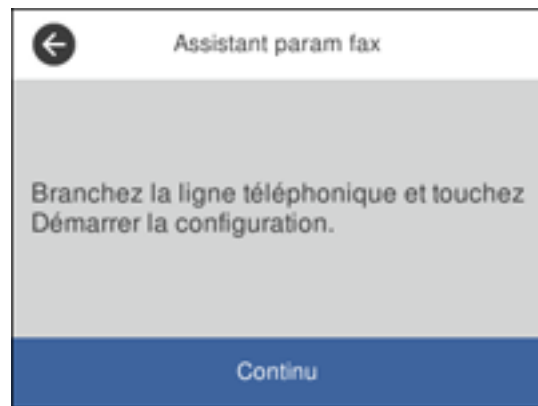 Assistant param fax
Branchez la ligne téléphonique et touchez
Démarrer la configuration.
Continu